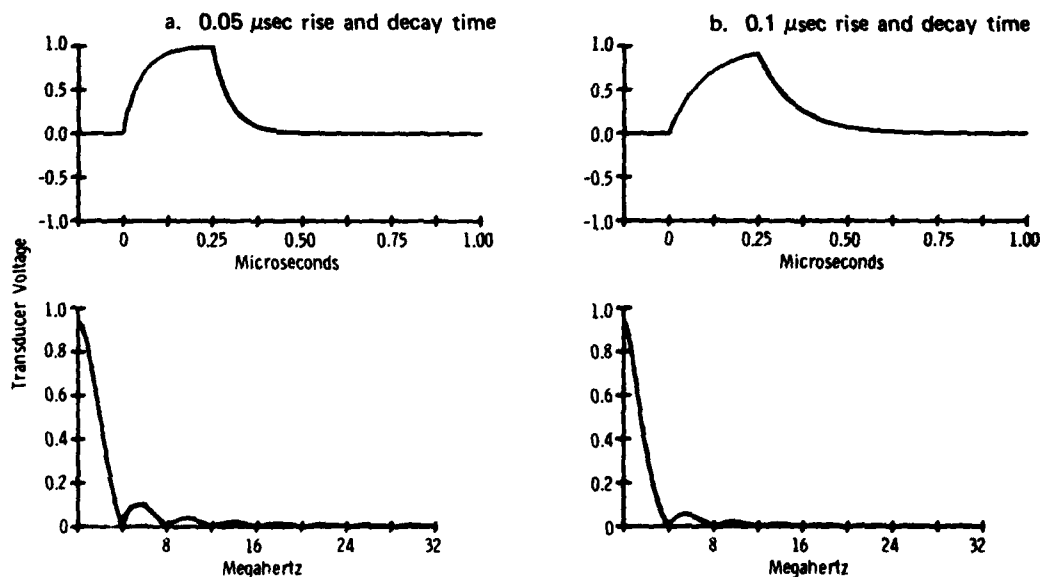 a. 0.05 μsec rise and decay time
1.0
0.5
0.0
-0.5
-1.0
0 0.25 0.50 0.75 1.00
Microseconds
b. 0.1 μsec rise and decay time
1.0
0.5
0.0
-0.5
-1.0
0 0.25 0.50 0.75 1.00
Microseconds
Transducer Voltage
1.0
0.8
0.6
0.4
0.2
0
8 16 24 32
Megahertz
1.0
0.8
0.6
0.4
0.2
0
8 16 24 32
Megahertz